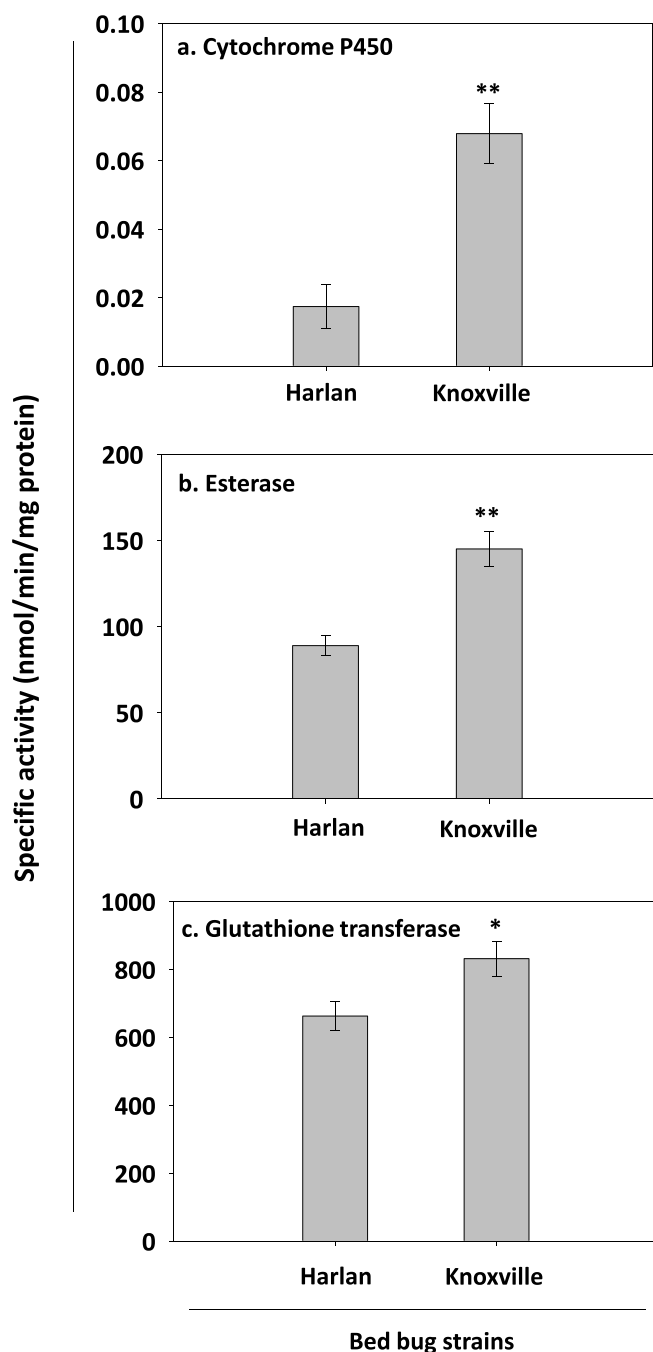 a. Cytochrome P450
0.10
0.08
0.06
0.04
0.02
0.00
**
Harlan Knoxville
b. Esterase
200
150
100
50
0
**
Harlan Knoxville
c. Glutathione transferase
1000
800
600
400
200
0
*
Harlan Knoxville
Specific activity (nmol/min/mg protein)
Bed bug strains